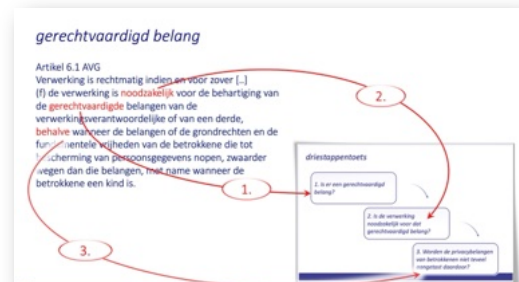 gerechtvaardigd belang
Artikel 6.1 AVG
Verwerking is rechtmatig indien en voor zover [..]
(f) de verwerking is noodzakelijk voor de behartiging van
de gerechtvaardigde belangen van de
verwerkingsverantwoordelijke of van een derde,
behalve wanneer de belangen of de grondrechten en de
fundamentele vrijheden van de betrokkene die tot
bescherming van persoonsgegevens nopen, zwaarder
wegen dan die belangen, met name wanneer de
betrokkene een kind is.
2.
1.
3.
driestappentoets
1. Is er een gerechtvaardigd
belang?
2. Is de verwerking
noodzakelijk voor dat
gerechtvaardigd belang?
3. Worden de privacybelangen
van betrokkenen niet teveel
aangetast daardoor?